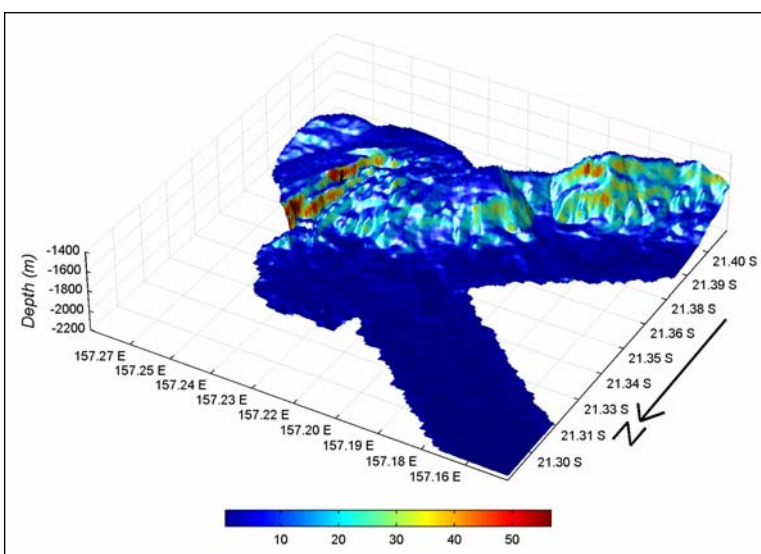 -1400
-1600
-1800
-2000
-2200
Depth (m)
157.27 E
157.25 E
157.24 E
157.23 E
157.22 E
157.20 E
157.19 E
157.18 E
157.16 E
21.40 S
21.39 S
21.38 S
21.36 S
21.35 S
21.34 S
21.33 S
21.31 S
21.30 S
N
10 20 30 40 50